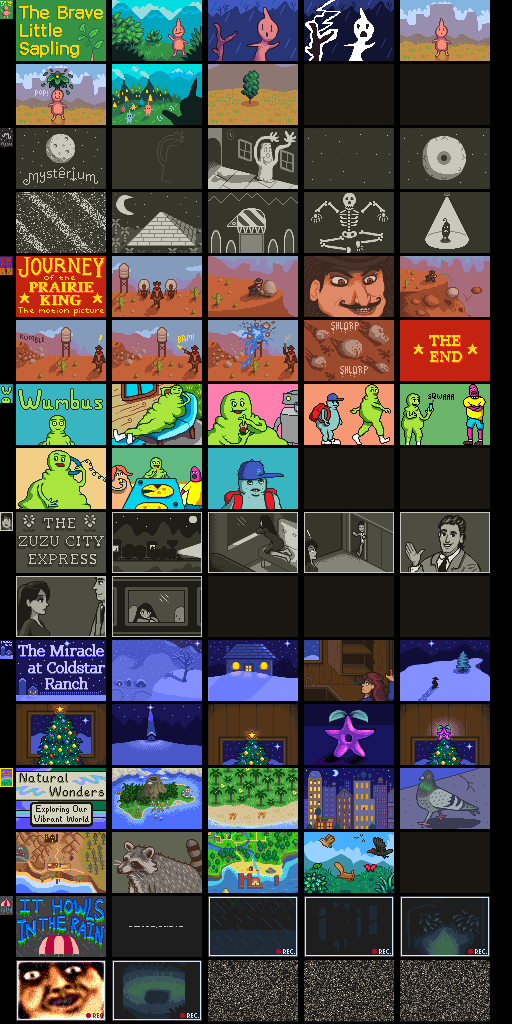 The Brave
Little
Sapling
POP!
mystêrium
JOURNEY
of the
PRAIRIE
KING
The motion picture
RUMBLE
BAM!
SHLORP
SHLORP
THE
END
Wumbus
SQWAAA
THE
ZUZU CITY
EXPRESS
The Miracle
at Coldstar
Ranch
Natural
Wonders
Exploring Our
Vibrant World
IT HOWLS
IN THE RAIN
REC.
REC.
REC.
REC
REC.